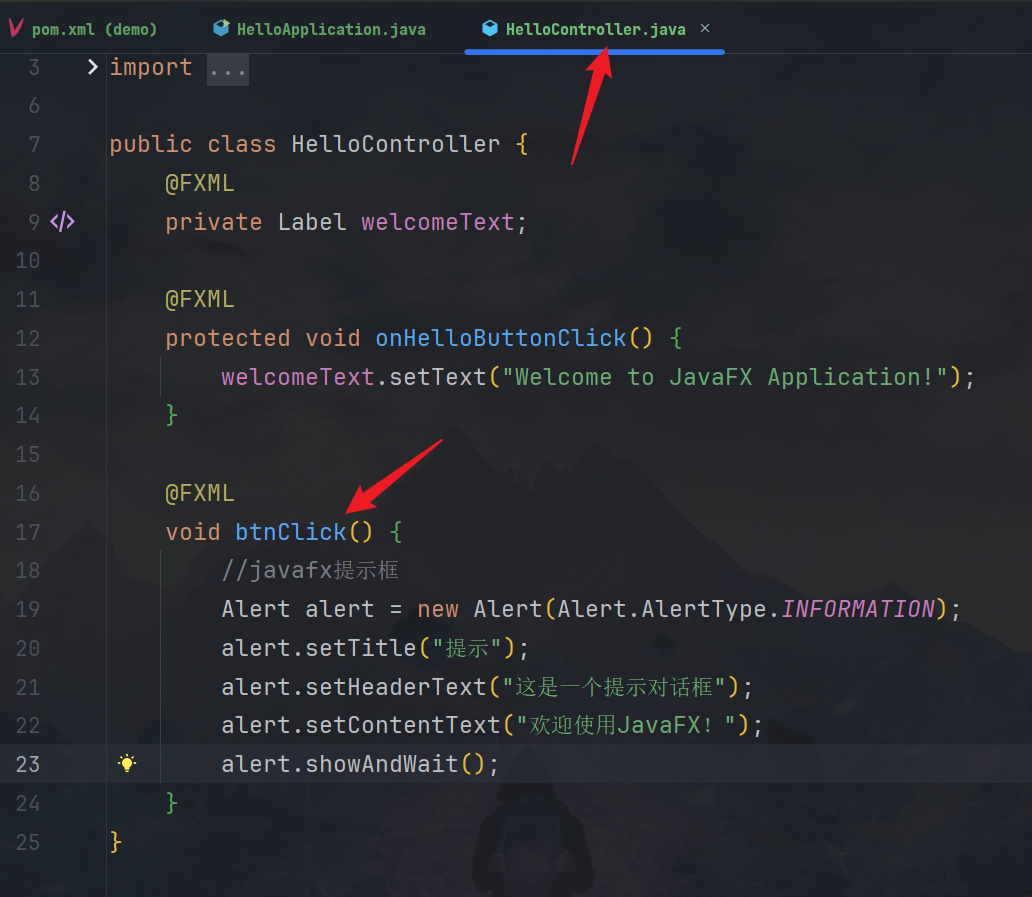 pom.xml (demo) HelloApplication.java HelloController.java ×
3 import ...
6
7 public class HelloController {
8 @FXML
9 </> private Label welcomeText;
10
11 @FXML
12 protected void onHelloButtonClick() {
13 welcomeText.setText("Welcome to JavaFX Application!");
14 }
15
16 @FXML
17 void btnClick() {
18 //javafx提示框
19 Alert alert = new Alert(Alert.AlertType.INFORMATION);
20 alert.setTitle("提示");
21 alert.setHeaderText("这是一个提示对话框");
22 alert.setContentText("欢迎使用JavaFX！");
23 alert.showAndWait();
24 }
25 }